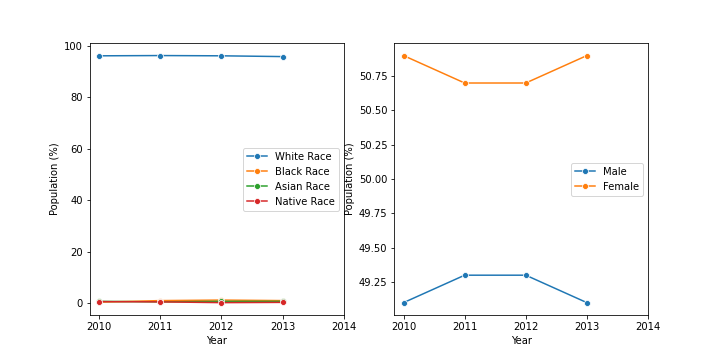 100
80
60
40
20
0
Population (%)
2010 2011 2012 2013 2014
Year
White Race
Black Race
Asian Race
Native Race
50.75
50.50
50.25
50.00
49.75
49.50
49.25
Population (%)
2010 2011 2012 2013 2014
Year
Male
Female